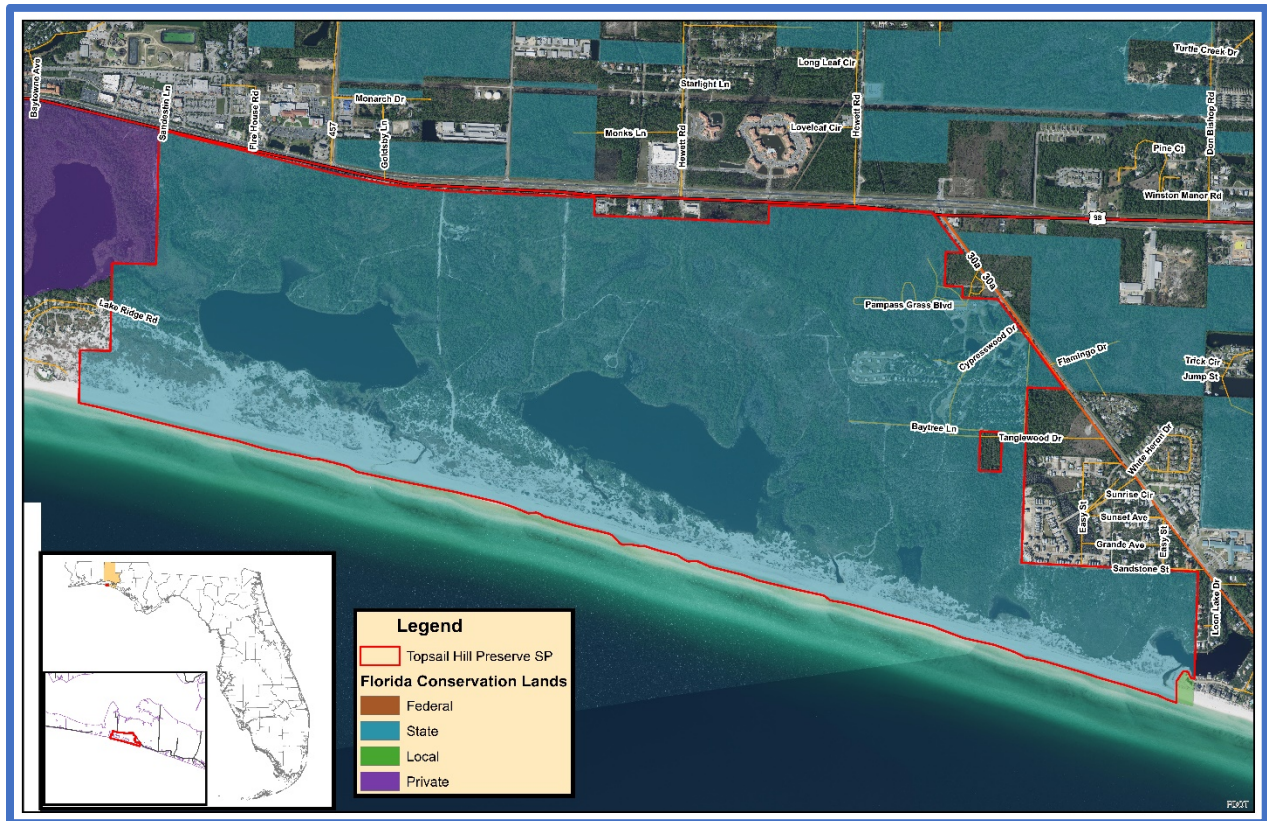 Turtle Creek Dr
Long Leaf Cir
Baytowne Ave
Sandestin Ln
Fire House Rd
457
Monarch Dr
Goldsby Ln
Starlight Ln
Monks Ln
Hewett Rd
Loveleaf Cir
Hewett Rd
Don Bishop Rd
Pine Ct
Winston Manor Rd
98
30a
30a
Lake Ridge Rd
Pampass Grass Blvd
Cypresswood Dr
Flamingo Dr
Trick Cir
Jump St
Baytree Ln
Tanglewood Dr
White Heron Dr
Sunrise Cir
Easy St
Sunset Ave
Easy St
Grande Ave
Sandstone St
Loon Lake Dr
Legend
Topsail Hill Preserve SP
Florida Conservation Lands
Federal
State
Local
Private
FDOT